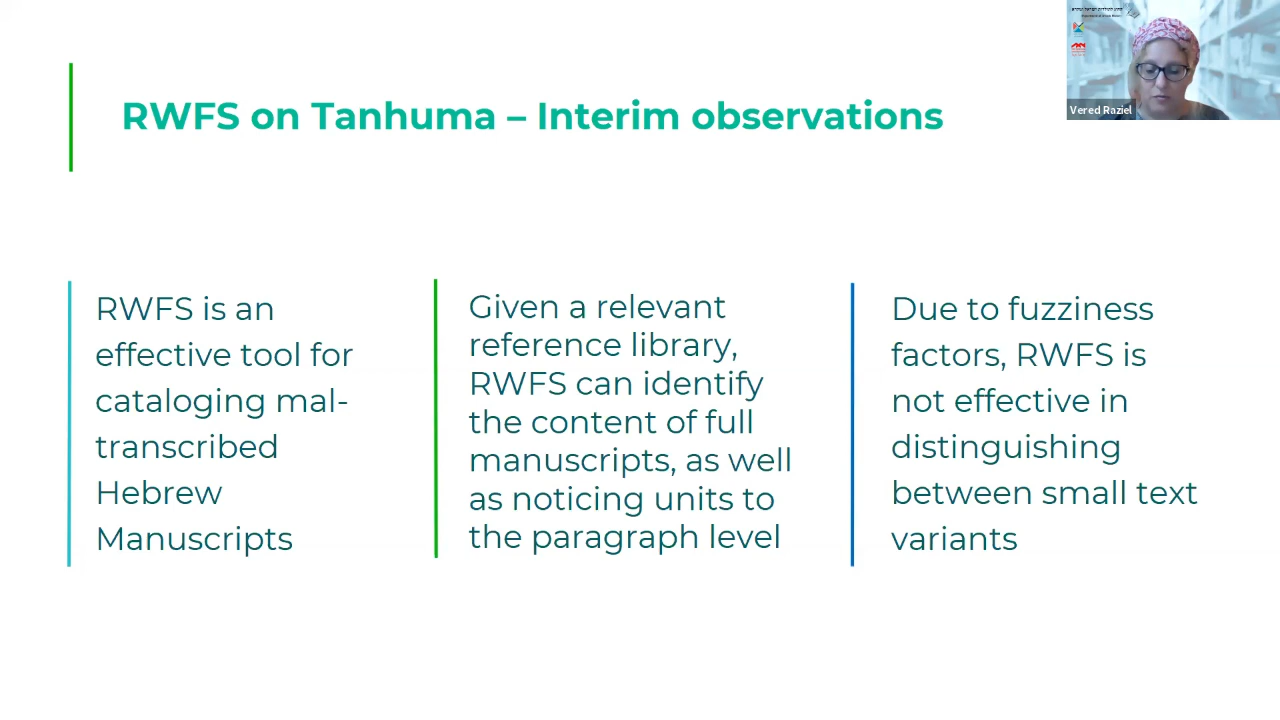 RWFS on Tanhuma – Interim observations
Vered Raziel
RWFS is an
effective tool for
cataloging mal-
transcribed
Hebrew
Manuscripts
Given a relevant
reference library,
RWFS can identify
the content of full
manuscripts, as well
as noticing units to
the paragraph level
Due to fuzziness
factors, RWFS is
not effective in
distinguishing
between small text
variants